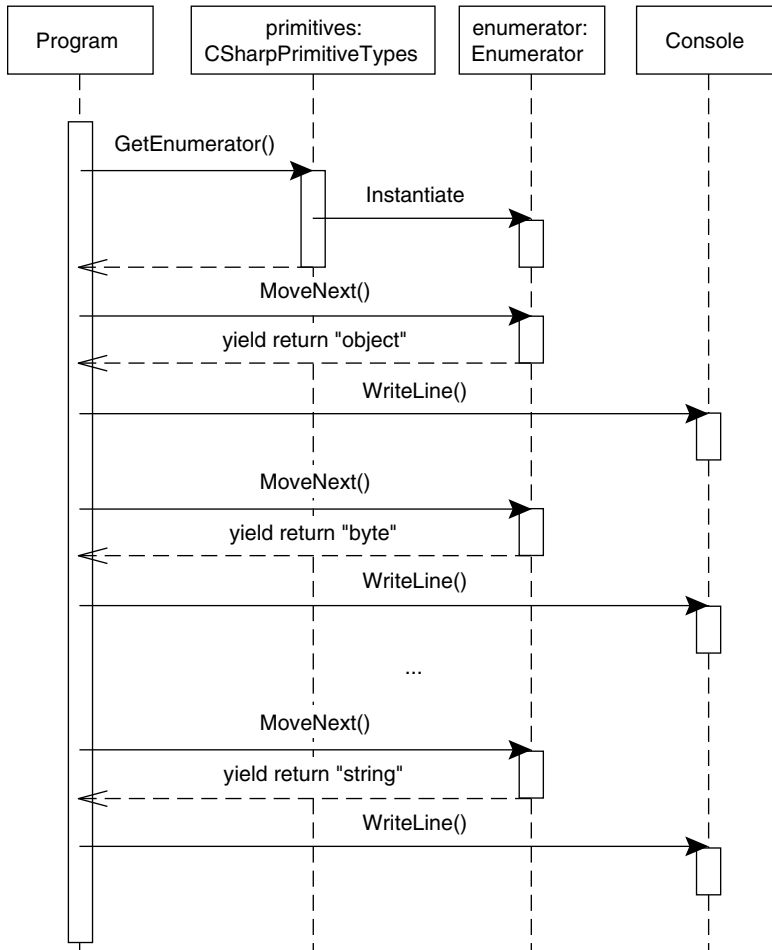 Program
primitives:
CSharpPrimitiveTypes
enumerator:
Enumerator
Console
GetEnumerator()
Instantiate
MoveNext()
yield return "object"
WriteLine()
MoveNext()
yield return "byte"
WriteLine()
...
MoveNext()
yield return "string"
WriteLine()